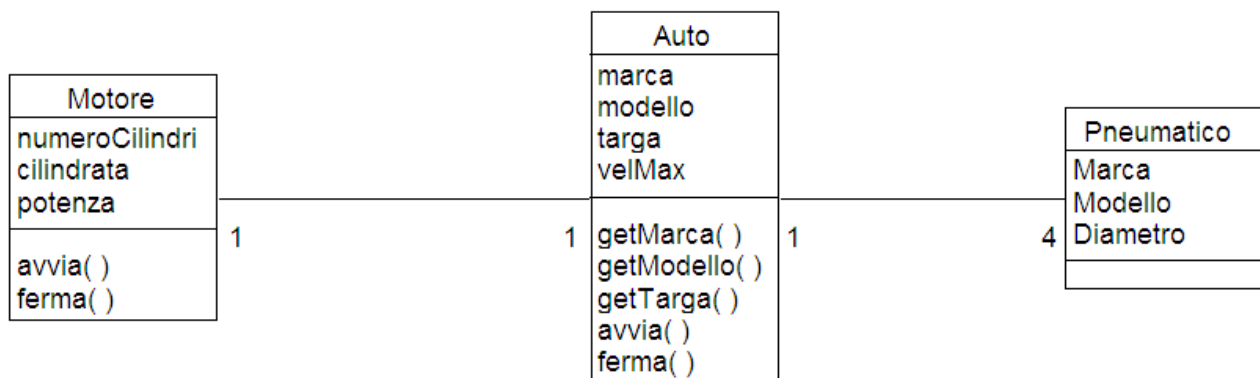 Motore
numeroCilindri
cilindrata
potenza
avvia( )
ferma( )
1
1
Auto
marca
modello
targa
velMax
getMarca( )
getModello( )
getTarga( )
avvia( )
ferma( )
1
4
Pneumatico
Marca
Modello
Diametro